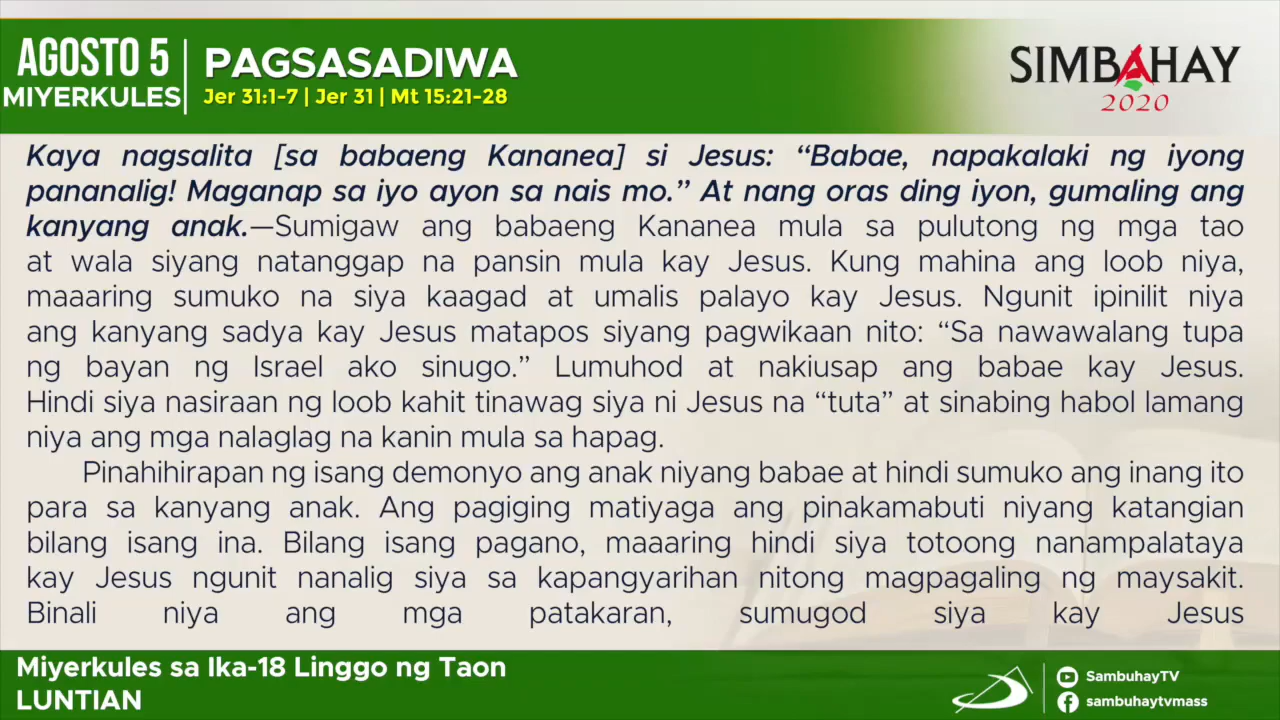 AGOSTO 5
MIYERKULES
PAGSASADIWA
Jer 31:1-7 | Jer 31 | Mt 15:21-28
SIMBAHAY
2020
Kaya nagsalita [sa babaeng Kananea] si Jesus: “Babae, napakalaki ng iyong
pananalig! Maganap sa iyo ayon sa nais mo.” At nang oras ding iyon, gumaling ang
kanyang anak.—Sumigaw ang babaeng Kananea mula sa pulutong ng mga tao
at wala siyang natanggap na pansin mula kay Jesus. Kung mahina ang loob niya,
maaaring sumuko na siya kaagad at umalis palayo kay Jesus. Ngunit ipinilit niya
ang kanyang sadya kay Jesus matapos siyang pagwikaan nito: “Sa nawawalang tupa
ng bayan ng Israel ako sinugo.” Lumuhod at nakiusap ang babae kay Jesus.
Hindi siya nasiraan ng loob kahit tinawag siya ni Jesus na “tuta” at sinabing habol lamang
niya ang mga nalaglag na kanin mula sa hapag.
Pinahihirapan ng isang demonyo ang anak niyang babae at hindi sumuko ang inang ito
para sa kanyang anak. Ang pagiging matiyaga ang pinakamabuti niyang katangian
bilang isang ina. Bilang isang pagano, maaaring hindi siya totoong nanampalataya
kay Jesus ngunit nanalig siya sa kapangyarihan nitong magpagaling ng maysakit.
Binali niya ang mga patakaran, sumugod siya kay Jesus
Miyerkules sa Ika-18 Linggo ng Taon
LUNTIAN
SambuhayTV
sambuhaytvmass